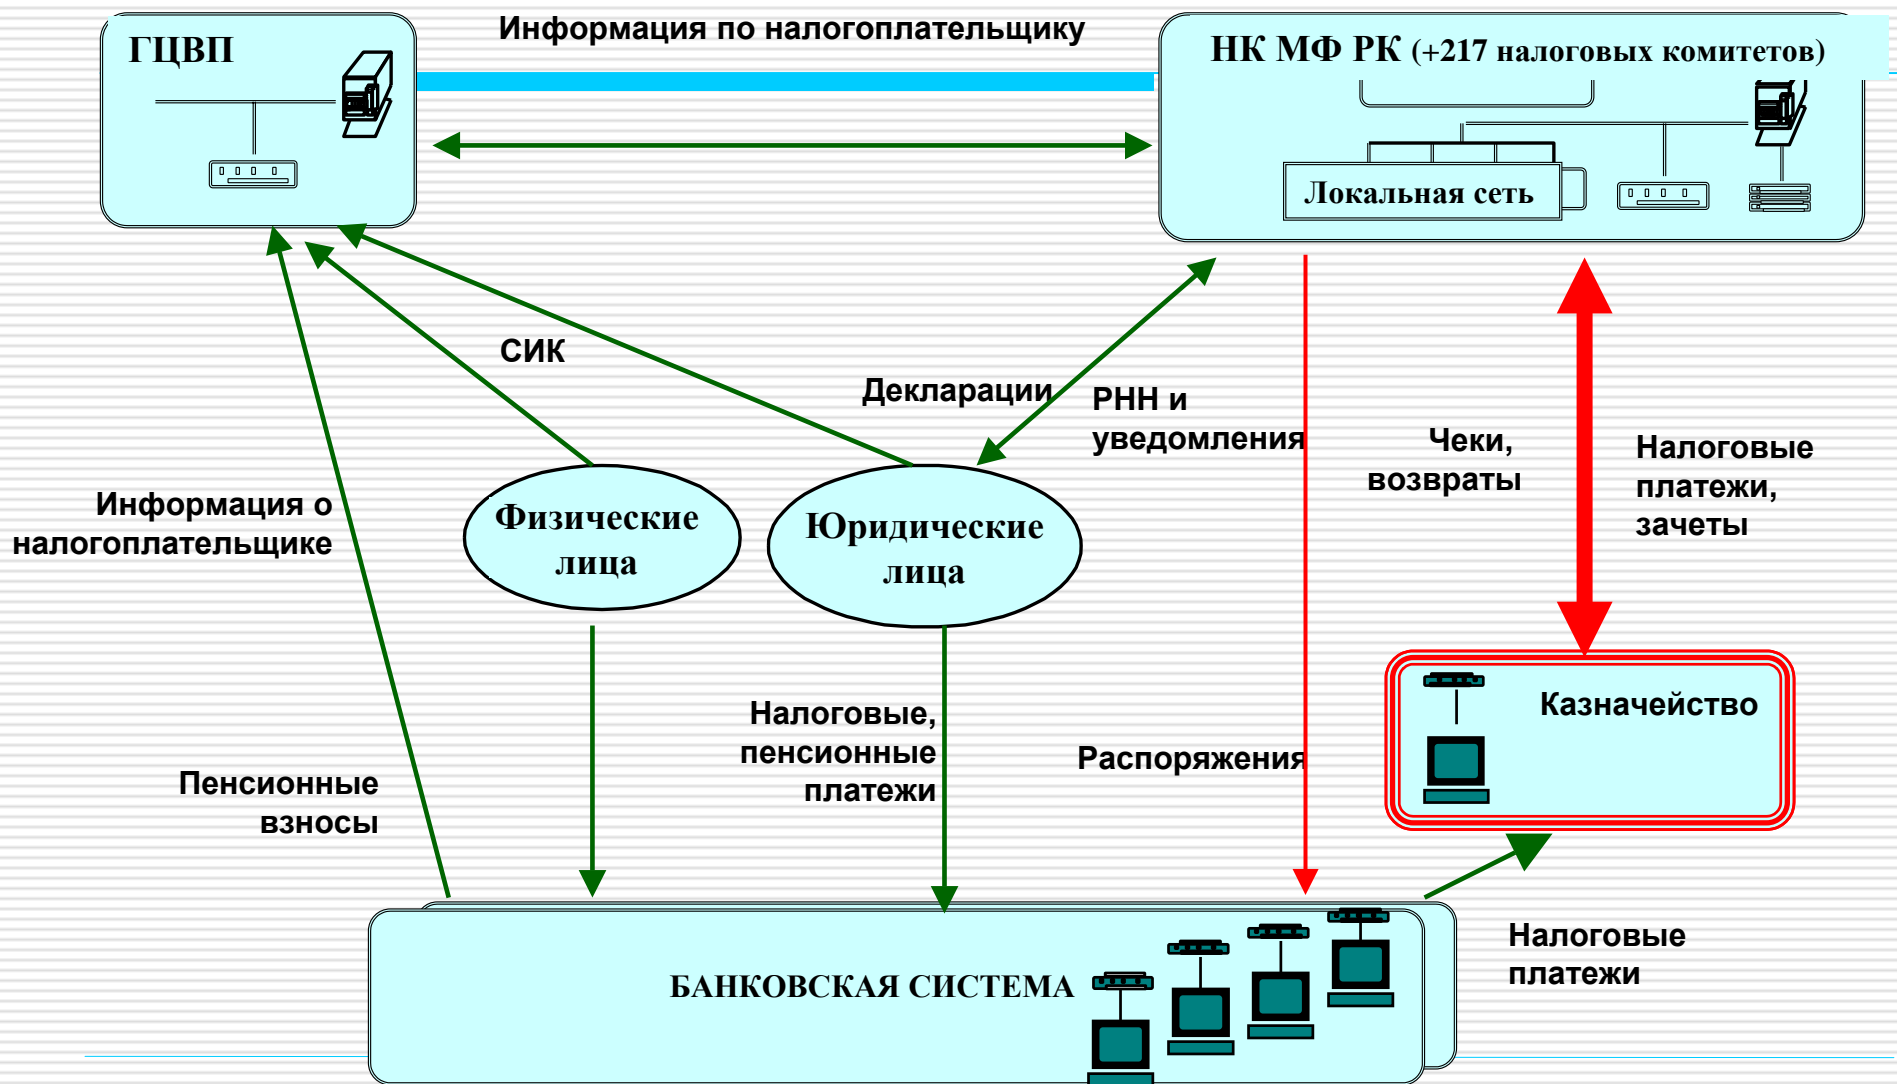 Информация по налогоплательщику
ГЦВП
НК МФ РК (+217 налоговых комитетов)
Локальная сеть
СИК
Декларации
РНН и
уведомления
Чеки,
возвраты
Налоговые
платежи,
зачеты
Информация о
налогоплательщике
Физические
лица
Юридические
лица
Казначейство
Налоговые,
пенсионные
платежи
Распоряжения
Пенсионные
взносы
Налоговые
платежи
БАНКОВСКАЯ СИСТЕМА